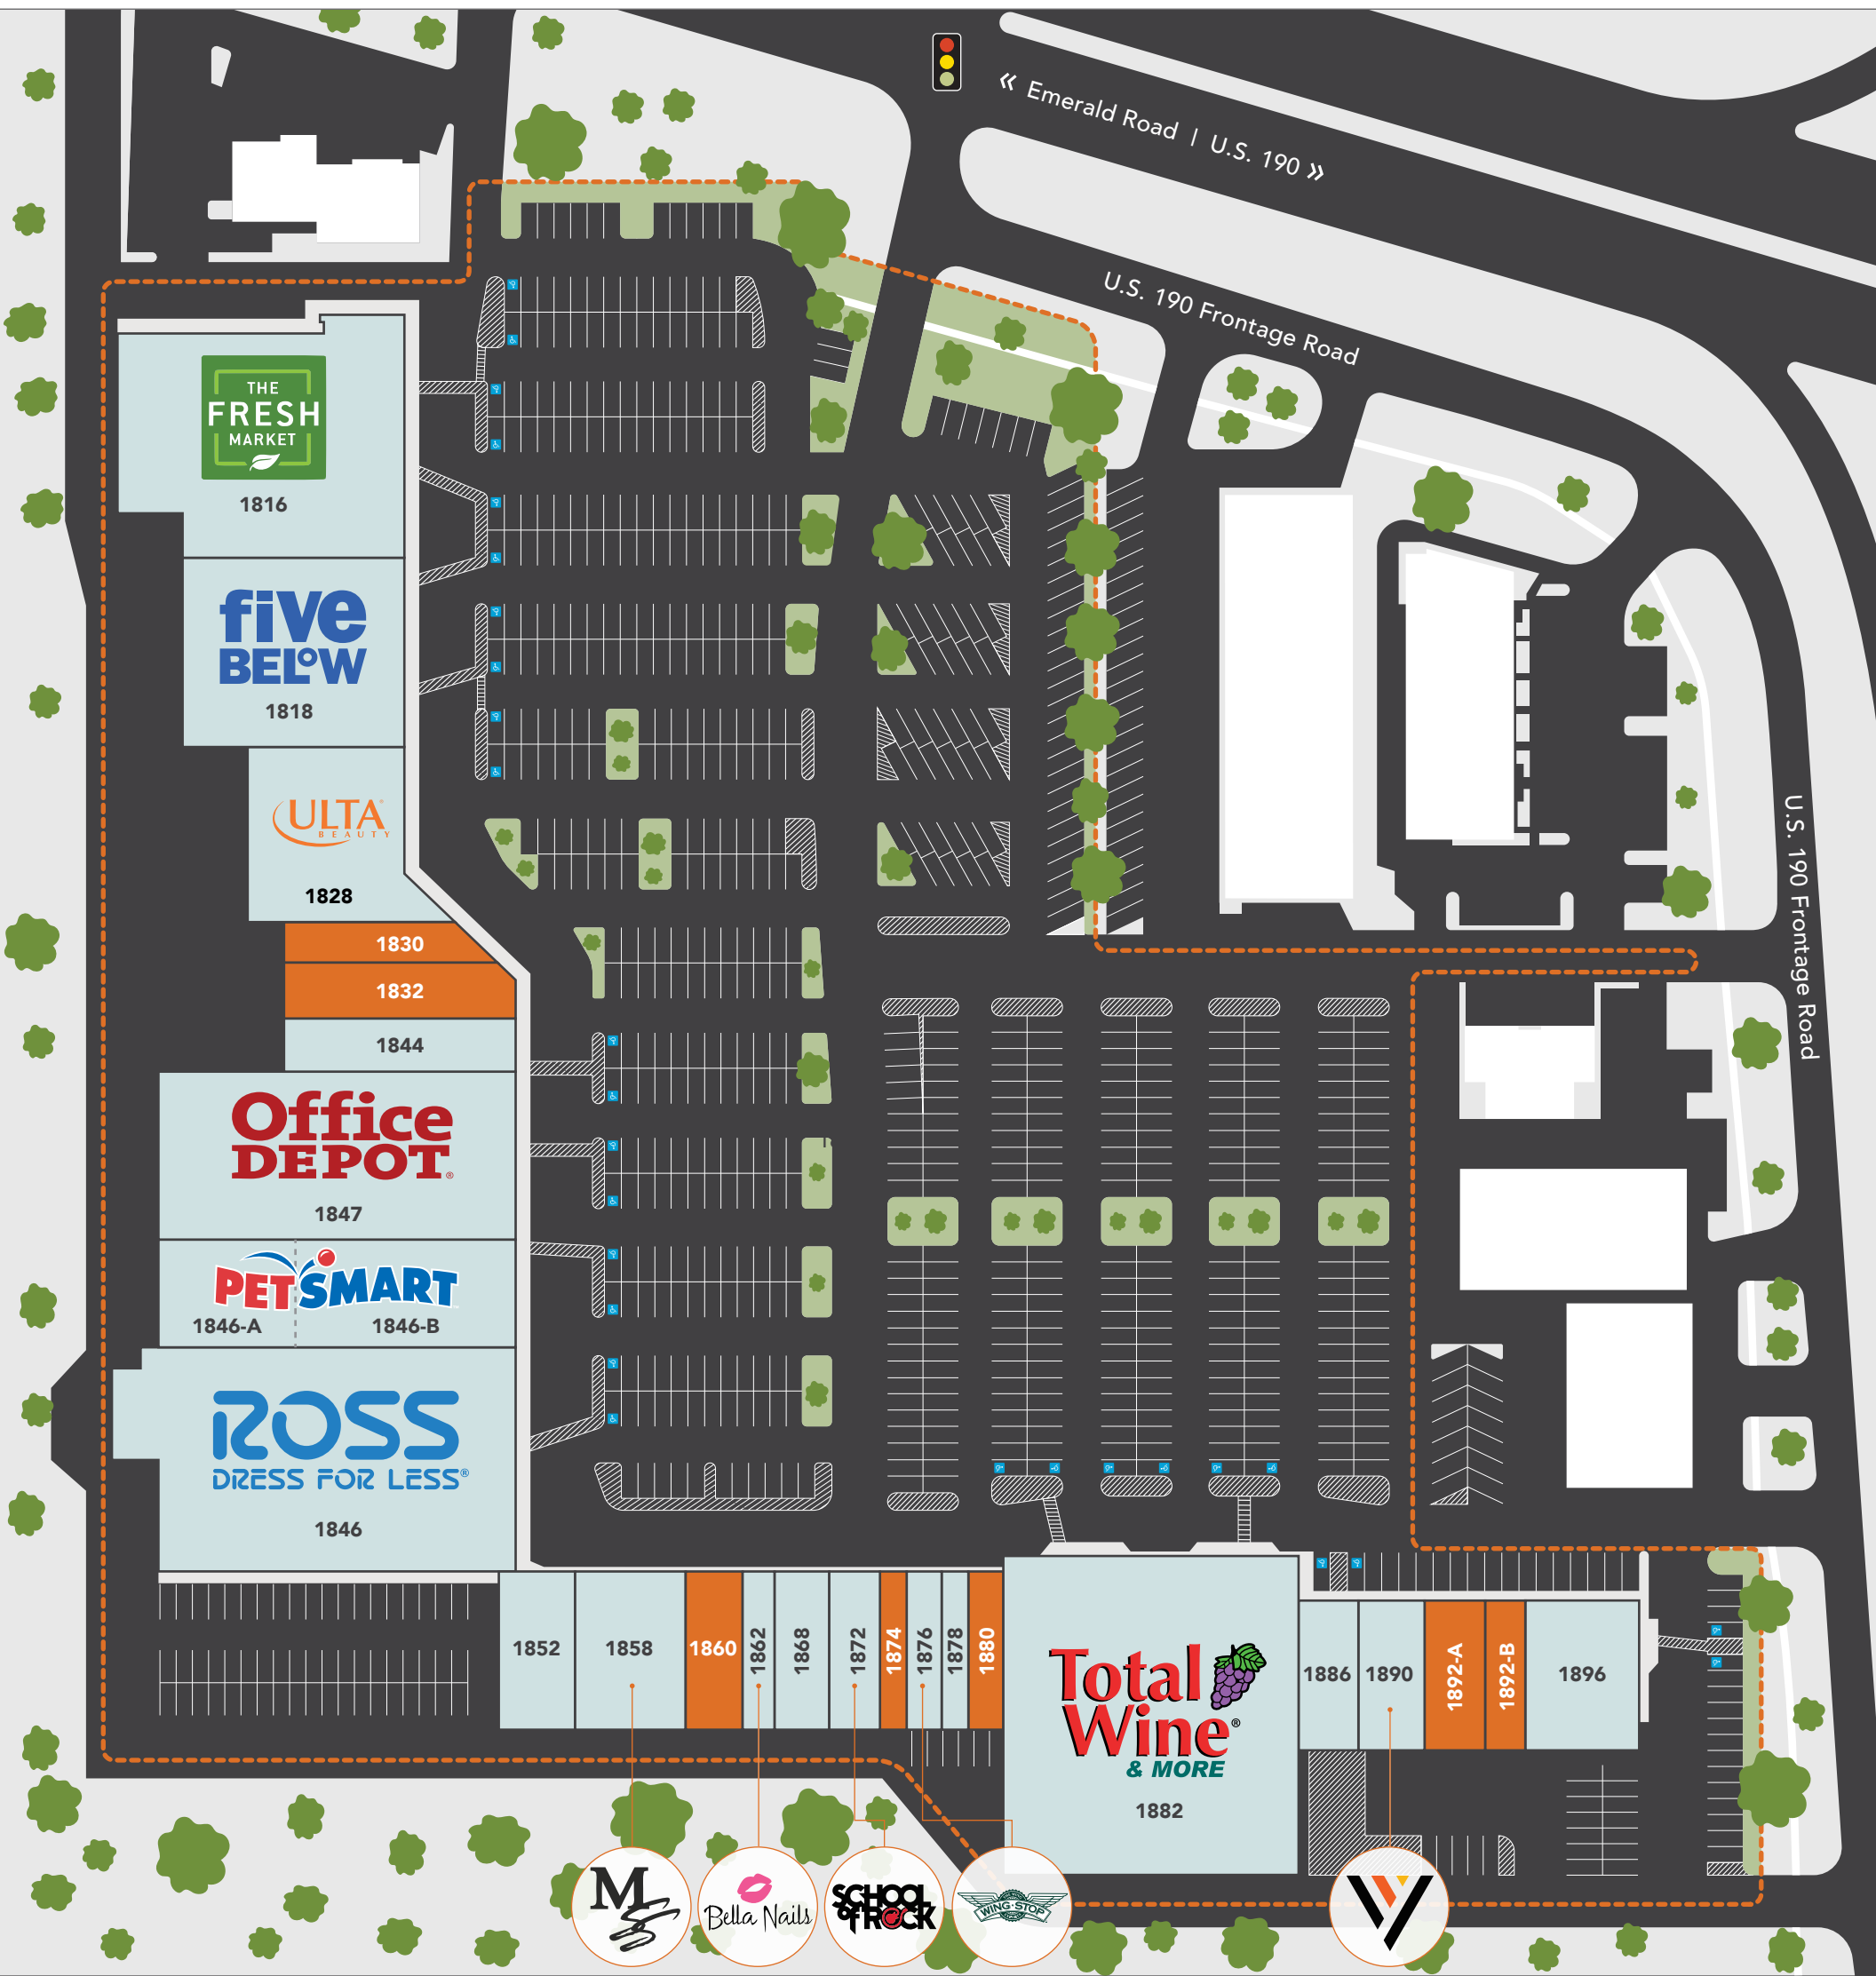 « Emerald Road | U.S. 190 »
U.S. 190 Frontage Road
THE
FRESH
MARKET
1816
five
BELOW
1818
ULTA
BEAUTY
1828
1830
1832
1844
Office
DEPOT®
1847
PETSMART
1846-A
1846-B
ROSS
DRESS FOR LESS®
1846
U.S. 190 Frontage Road
1852
1858
1860
1862
1868
1872
1874
1876
1878
1880
Total
Wine®
& MORE
1882
1886
1890
1892-A
1892-B
1896
M
Bella Nails
SCHOOL
of ROCK
WING·STOP